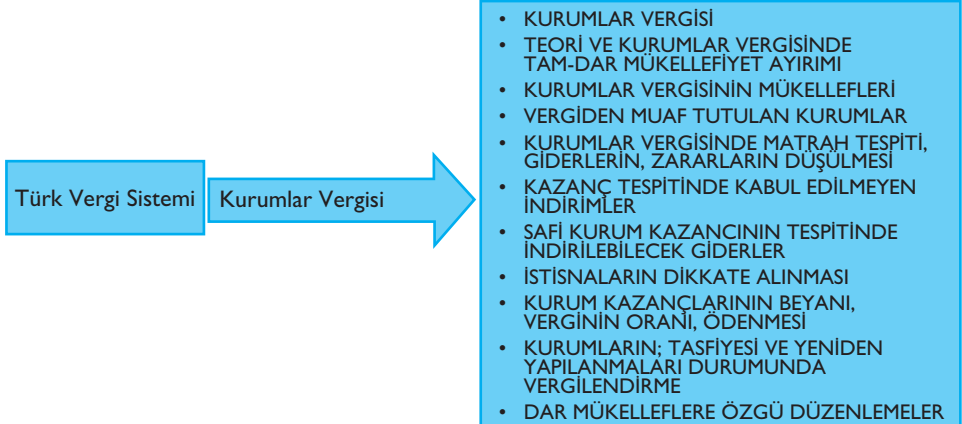 Türk Vergi Sistemi
Kurumlar Vergisi
• KURUMLAR VERGİSİ
• TEORİ VE KURUMLAR VERGİSİNDE
TAM-DAR MÜKELLEFİYET AYIRIMI
• KURUMLAR VERGİSİNİN MÜKELLEFLERİ
• VERGİDEN MUAF TUTULAN KURUMLAR
• KURUMLAR VERGİSİNDE MATRAH TESPİTİ,
GİDERLERİN, ZARARLARIN DÜŞÜLMESİ
• KAZANÇ TESPİTİNDE KABUL EDİLMEYEN
İNDİRİMLER
• SAFİ KURUM KAZANCININ TESPİTİNDE
İNDİRİLEBİLECEK GİDERLER
• İSTİSNALARIN DİKKATE ALINMASI
• KURUM KAZANÇLARININ BEYANI,
VERGİNİN ORANI, ÖDENMESİ
• KURUMLARIN; TASFİYESİ VE YENİDEN
YAPILANMALARI DURUMUNDA
VERGİLENDİRME
• DAR MÜKELLEFLERE ÖZGÜ DÜZENLEMELER